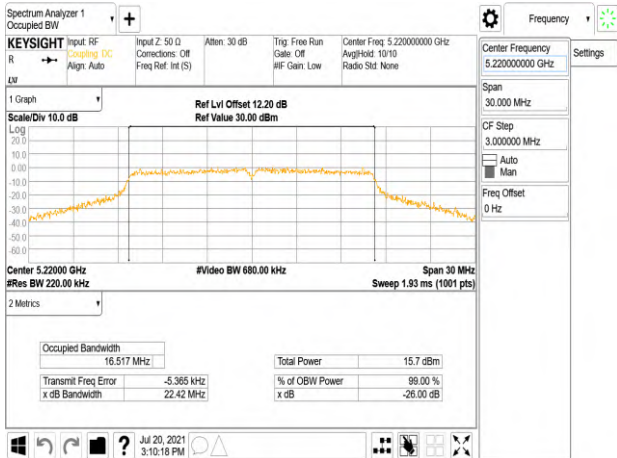 Spectrum Analyzer 1
Occupied BW
KEYSIGHT
R
LXI
Input: RF
Coupling: DC
Align: Auto
Input Z: 50 Ω
Corrections: Off
Freq Ref: Int (S)
Atten: 30 dB
Trig: Free Run
Gate: Off
#IF Gain: Low
Center Freq: 5.220000000 GHz
Avg|Hold: 10/10
Radio Std: None
1 Graph
Scale/Div 10.0 dB
Ref Lvl Offset 12.20 dB
Ref Value 30.00 dBm
Log
20.0
10.0
0.00
-10.0
-20.0
-30.0
-40.0
-50.0
-60.0
Center 5.22000 GHz
#Res BW 220.00 kHz
#Video BW 680.00 kHz
Span 30 MHz
Sweep 1.93 ms (1001 pts)
2 Metrics
Occupied Bandwidth
16.517 MHz
Transmit Freq Error -5.365 kHz
x dB Bandwidth 22.42 MHz
Total Power 15.7 dBm
% of OBW Power 99.00 %
x dB -26.00 dB
Jul 20, 2021
3:10:18 PM
Frequency
Settings
Center Frequency
5.220000000 GHz
Span
30.000 MHz
CF Step
3.000000 MHz
Auto
Man
Freq Offset
0 Hz